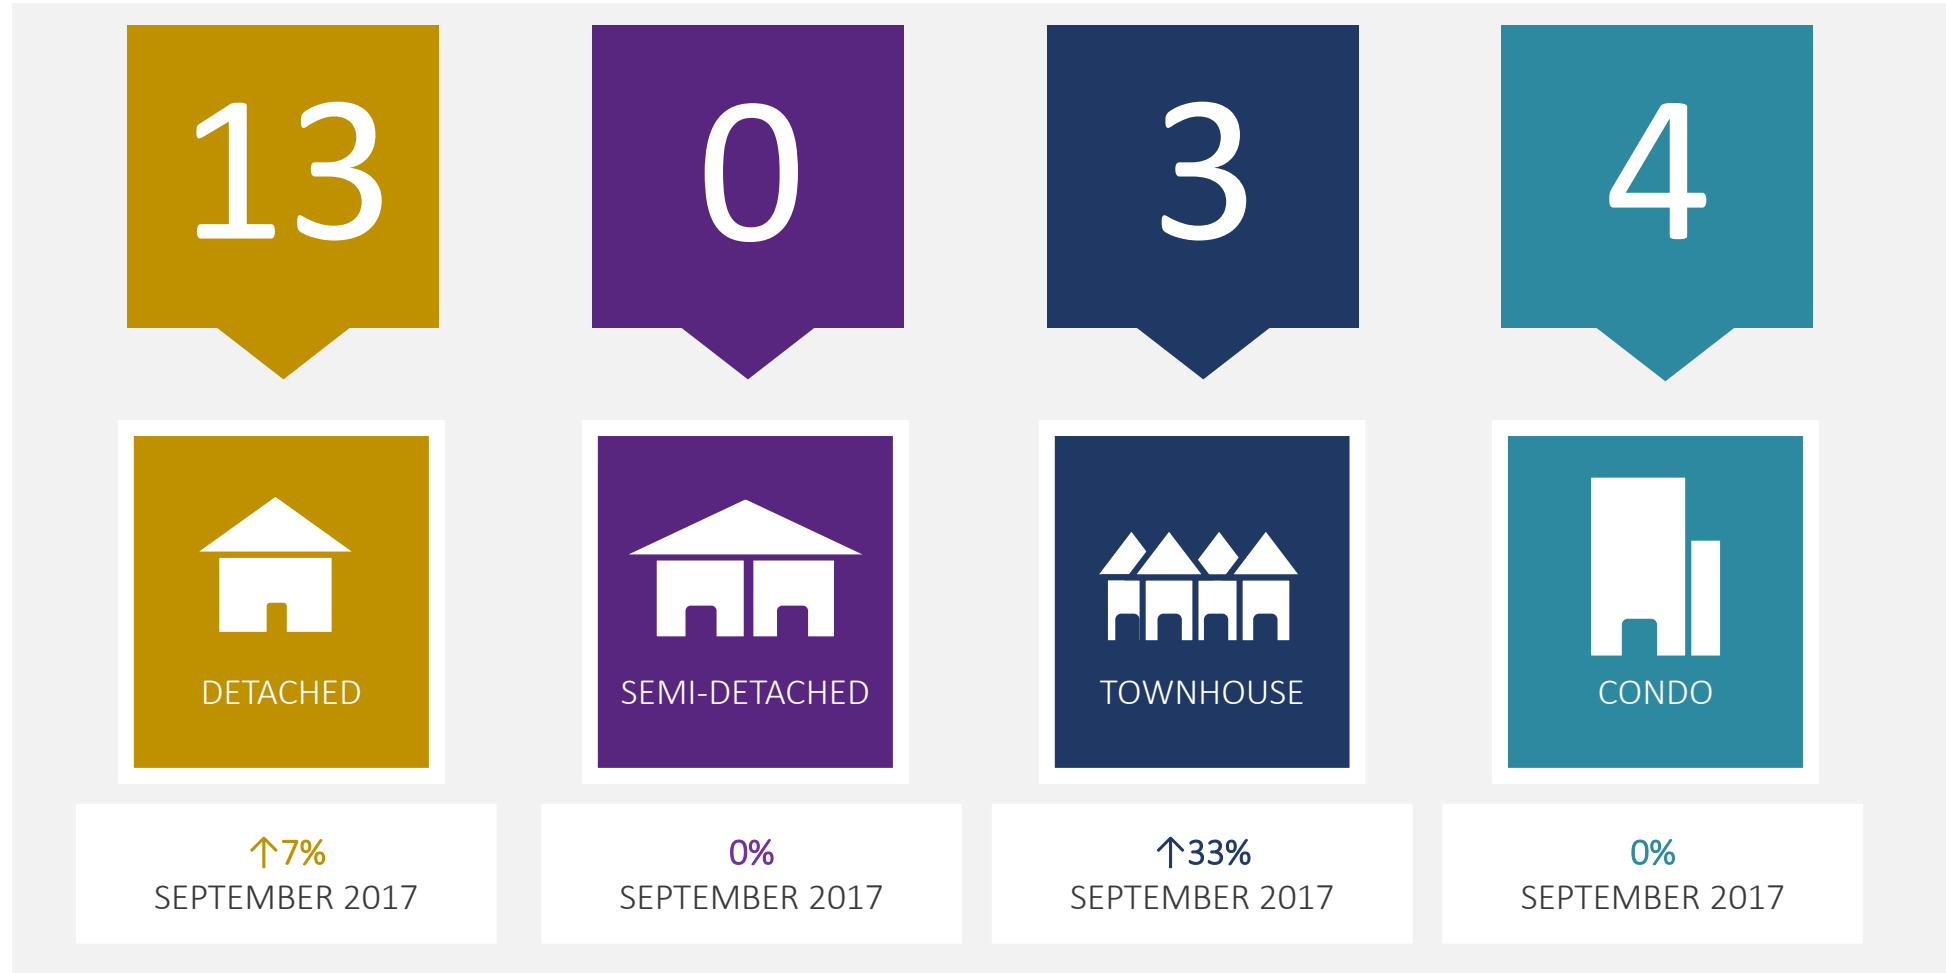 13
0
3
4
DETACHED
SEMI-DETACHED
TOWNHOUSE
CONDO
↑7%
SEPTEMBER 2017
0%
SEPTEMBER 2017
↑33%
SEPTEMBER 2017
0%
SEPTEMBER 2017